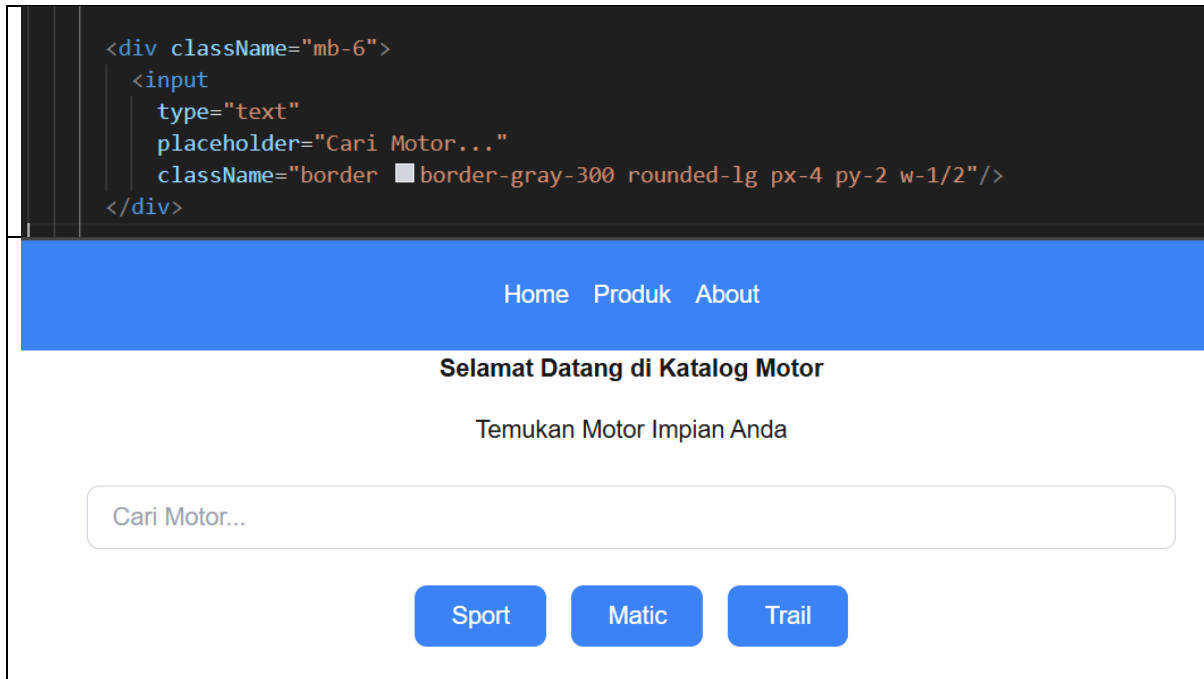 <div className="mb-6">
<input
type="text"
placeholder="Cari Motor..."
className="border border-gray-300 rounded-lg px-4 py-2 w-1/2"/>
</div>
Home Produk About
Selamat Datang di Katalog Motor
Temukan Motor Impian Anda
Cari Motor...
Sport Matic Trail